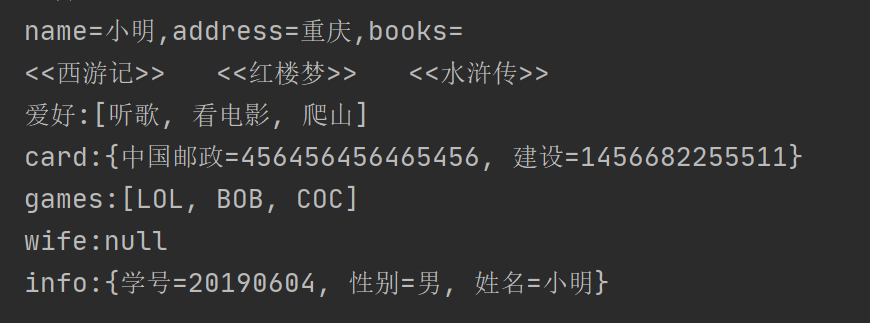 name=小明,address=重庆,books=
<<西游记>>   <<红楼梦>>   <<水浒传>>
爱好:[听歌, 看电影, 爬山]
card:{中国邮政=456456456465456, 建设=1456682255511}
games:[LOL, BOB, COC]
wife:null
info:{学号=20190604, 性别=男, 姓名=小明}